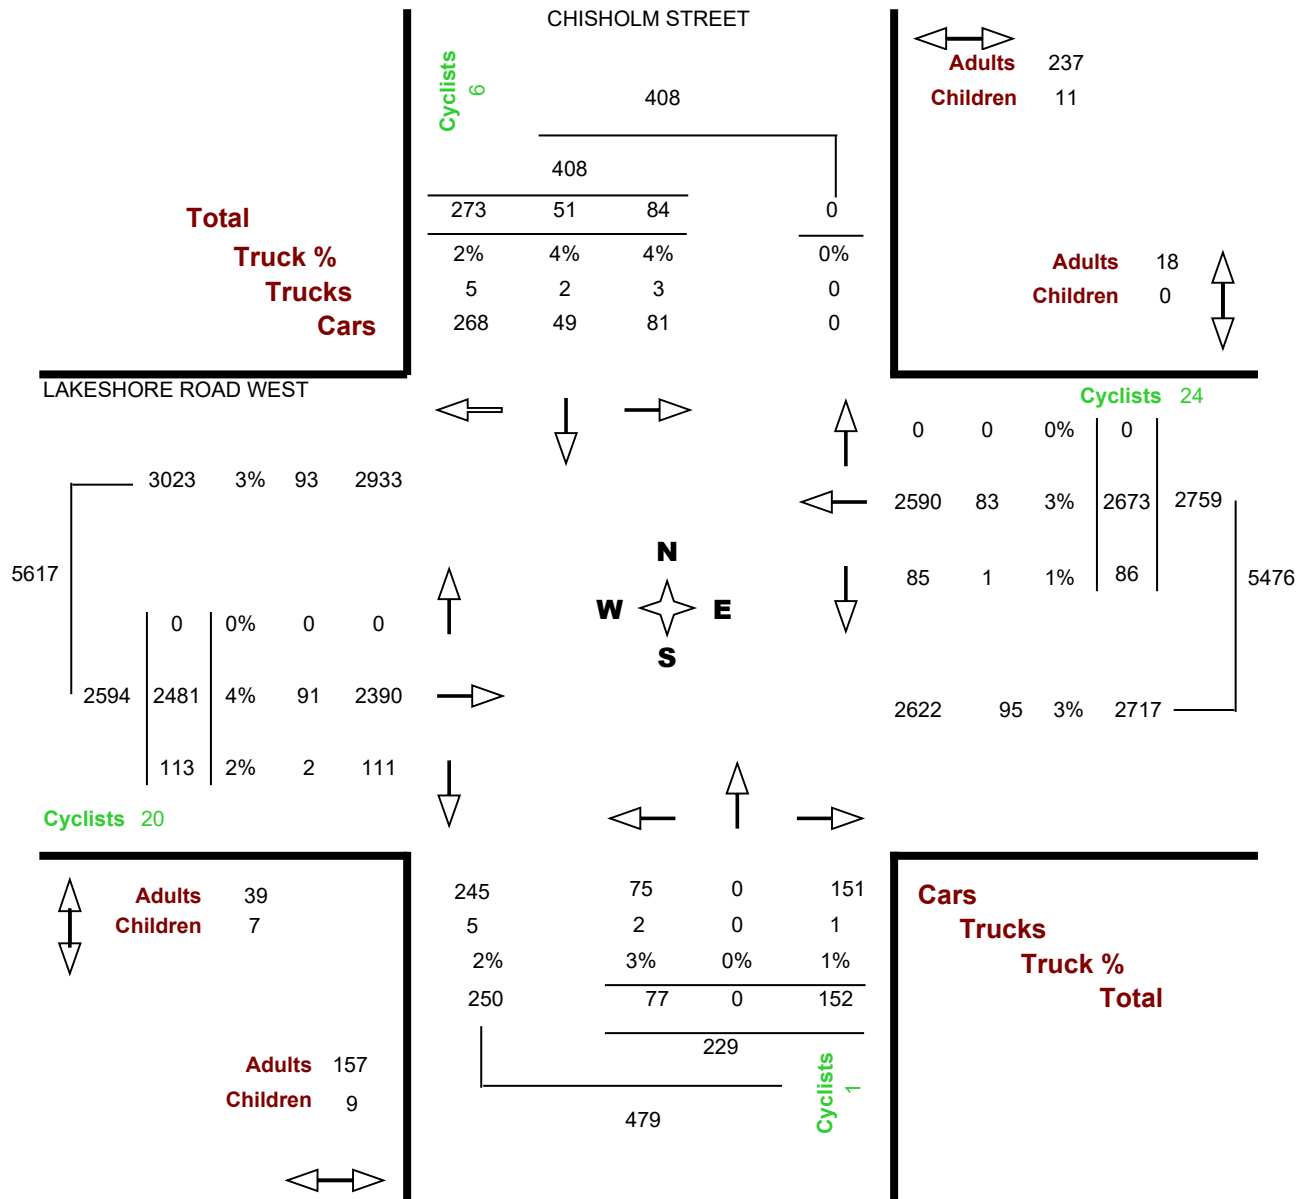 CHISHOLM STREET
Cyclists 6
408
Adults 237
Children 11
408
Total 273 51 84 0
Truck % 2% 4% 4% 0%
Trucks 5 2 3 0
Cars 268 49 81 0
Adults 18
Children 0
LAKESHORE ROAD WEST
Cyclists 24
0 0 0% 0
3023 3% 93 2933
2590 83 3% 2673 2759
N
5617
85 1 1% 86 5476
W E
0 0% 0 0
S
2594 2481 4% 91 2390
2622 95 3% 2717
113 2% 2 111
Cyclists 20
Adults 39
Children 7
245 75 0 151
5 2 0 1
2% 3% 0% 1%
250 77 0 152
Cars
Trucks
Truck %
Total
229
Adults 157
Children 9
Cyclists 1
479